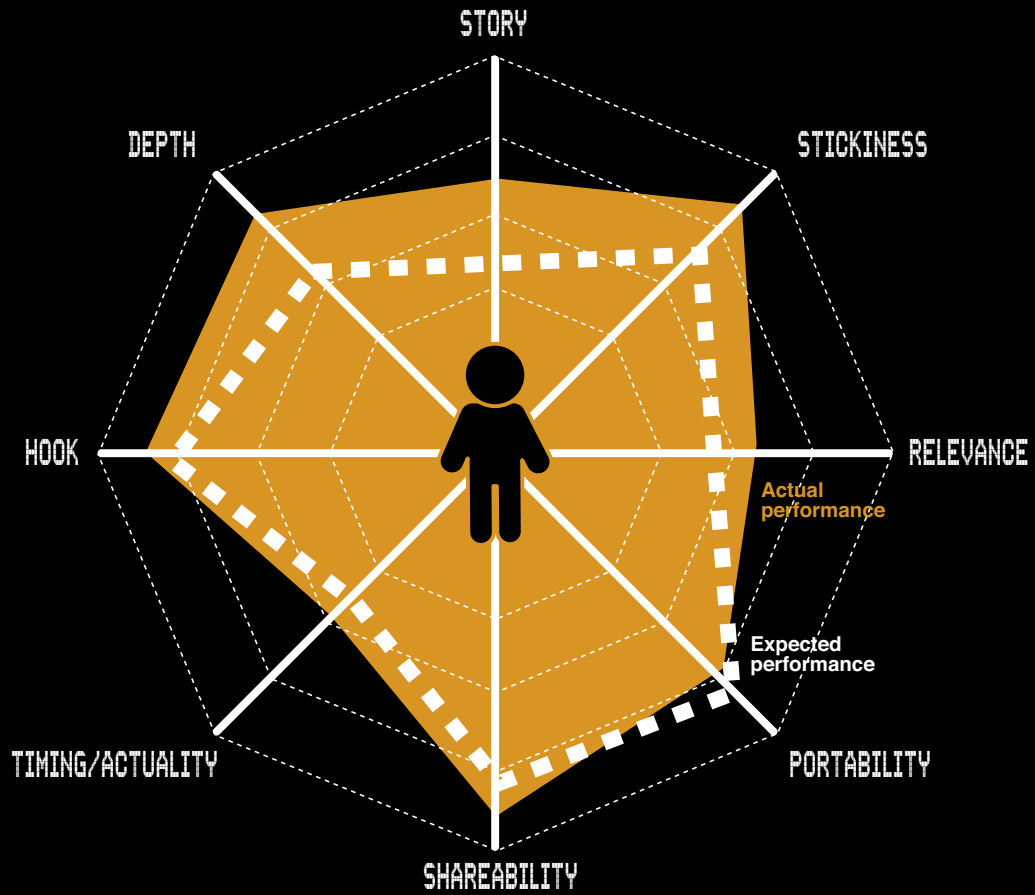 STORY
DEPTH
STICKINESS
HOOK
RELEVANCE
Actual
performance
Expected
performance
TIMING/ACTUALITY
PORTABILITY
SHAREABILITY